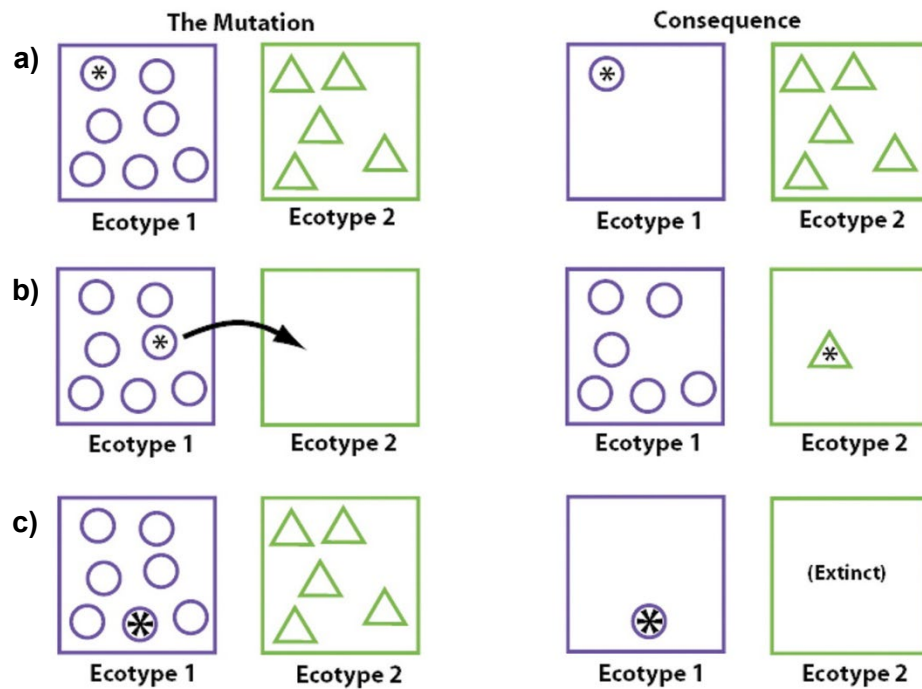 The Mutation
Consequence
a)
*
*
Ecotype 1
Ecotype 2
Ecotype 1
Ecotype 2
b)
*
*
Ecotype 1
Ecotype 2
Ecotype 1
Ecotype 2
c)
*
*
(Extinct)
Ecotype 1
Ecotype 2
Ecotype 1
Ecotype 2